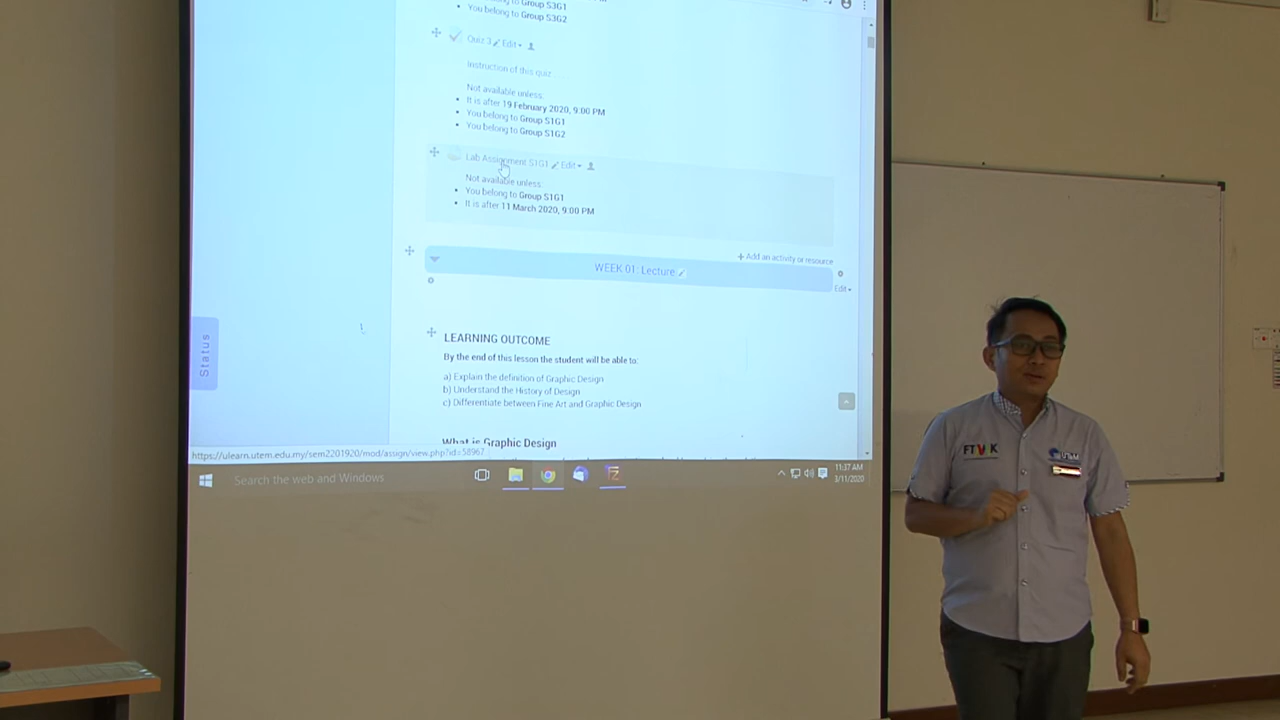 You belong to Group S3G1
You belong to Group S3G2
Quiz 3 Edit
Instruction of this quiz.....
Not available unless:
It is after 19 February 2020, 9:00 PM
You belong to Group S1G1
You belong to Group S1G2
Lab Assignment S1G1 Edit
Not available unless:
You belong to Group S1G1
It is after 11 March 2020, 9:00 PM
+ Add an activity or resource
WEEK 01: Lecture
Edit
LEARNING OUTCOME
By the end of this lesson the student will be able to:
a) Explain the definition of Graphic Design
b) Understand the History of Design
c) Differentiate between Fine Art and Graphic Design
What is Graphic Design
Status
https://ulearn.utem.edu.my/sem2201920/mod/assign/view.php?id=58967
Search the web and Windows
11:37 AM
3/11/2020
FTMK
UTeM